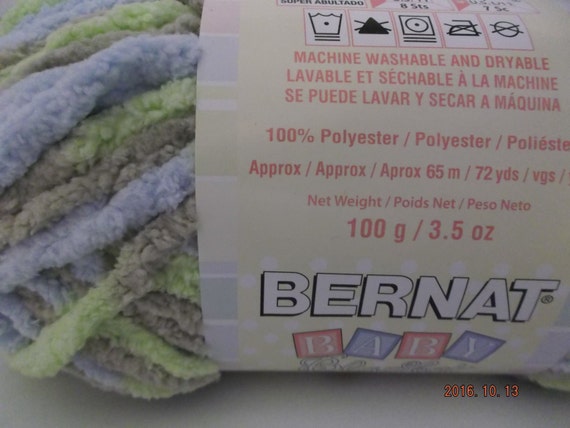 SUPER ABULTADO
8 Sts
MACHINE WASHABLE AND DRYABLE
LAVABLE ET SÉCHABLE À LA MACHINE
SE PUEDE LAVAR Y SECAR A MÁQUINA
100% Polyester / Polyester / Poliéste
Approx / Approx / Aprox 65 m / 72 yds / vgs /
Net Weight / Poids Net / Peso Neto
100 g / 3.5 oz
BERNAT®
BABY
2016.10.13